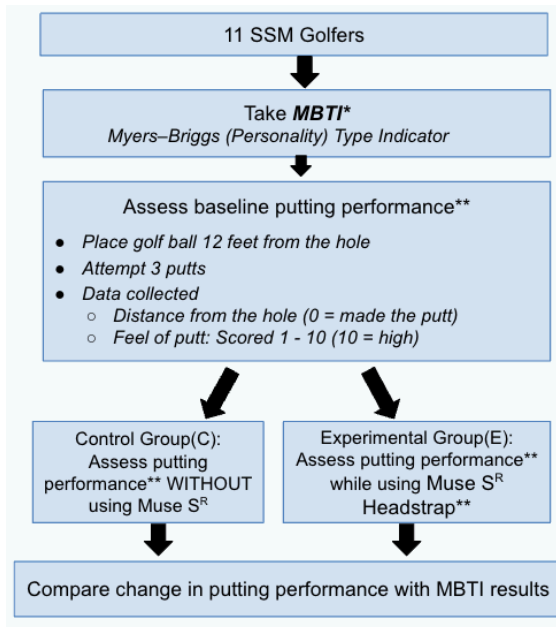 11 SSM Golfers
Take MBTI*
Myers–Briggs (Personality) Type Indicator
Assess baseline putting performance**
● Place golf ball 12 feet from the hole
● Attempt 3 putts
● Data collected
○ Distance from the hole (0 = made the putt)
○ Feel of putt: Scored 1 - 10 (10 = high)
Control Group(C):
Assess putting
performance** WITHOUT
using Muse Sᴿ
Experimental Group(E):
Assess putting performance**
while using Muse Sᴿ
Headstrap**
Compare change in putting performance with MBTI results